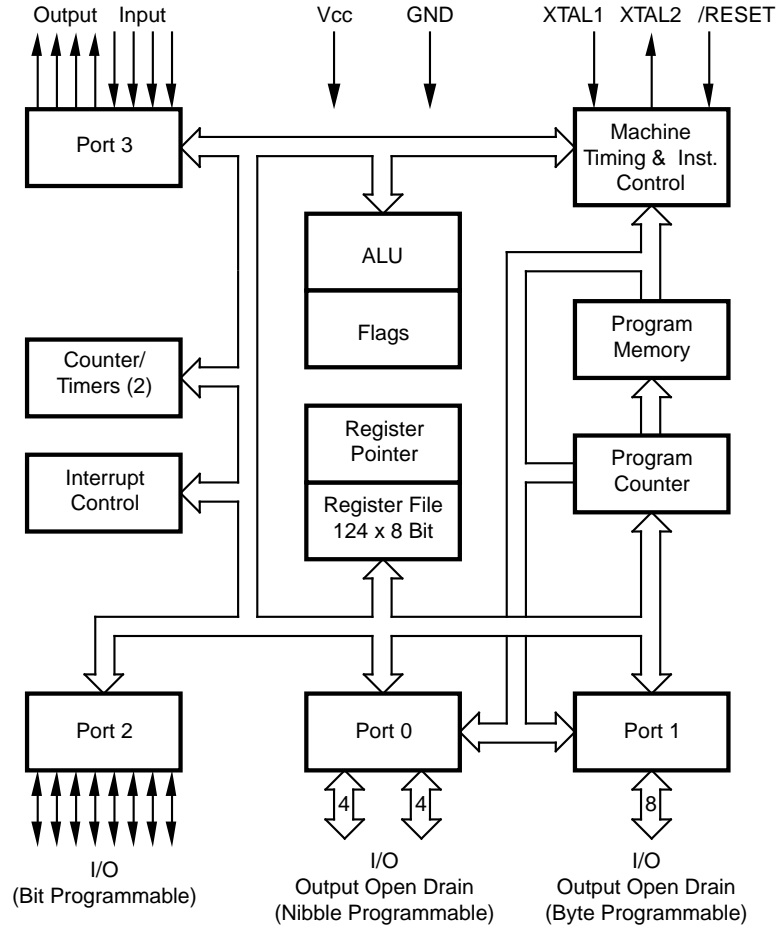 Output Input Vcc GND XTAL1 XTAL2 /RESET
Port 3
Machine
Timing & Inst.
Control
ALU
Flags
Counter/
Timers (2)
Program
Memory
Register
Pointer
Interrupt
Control
Register File
124 x 8 Bit
Program
Counter
Port 2
Port 0
Port 1
4 4 8
I/O
(Bit Programmable)
I/O
Output Open Drain
(Nibble Programmable)
I/O
Output Open Drain
(Byte Programmable)